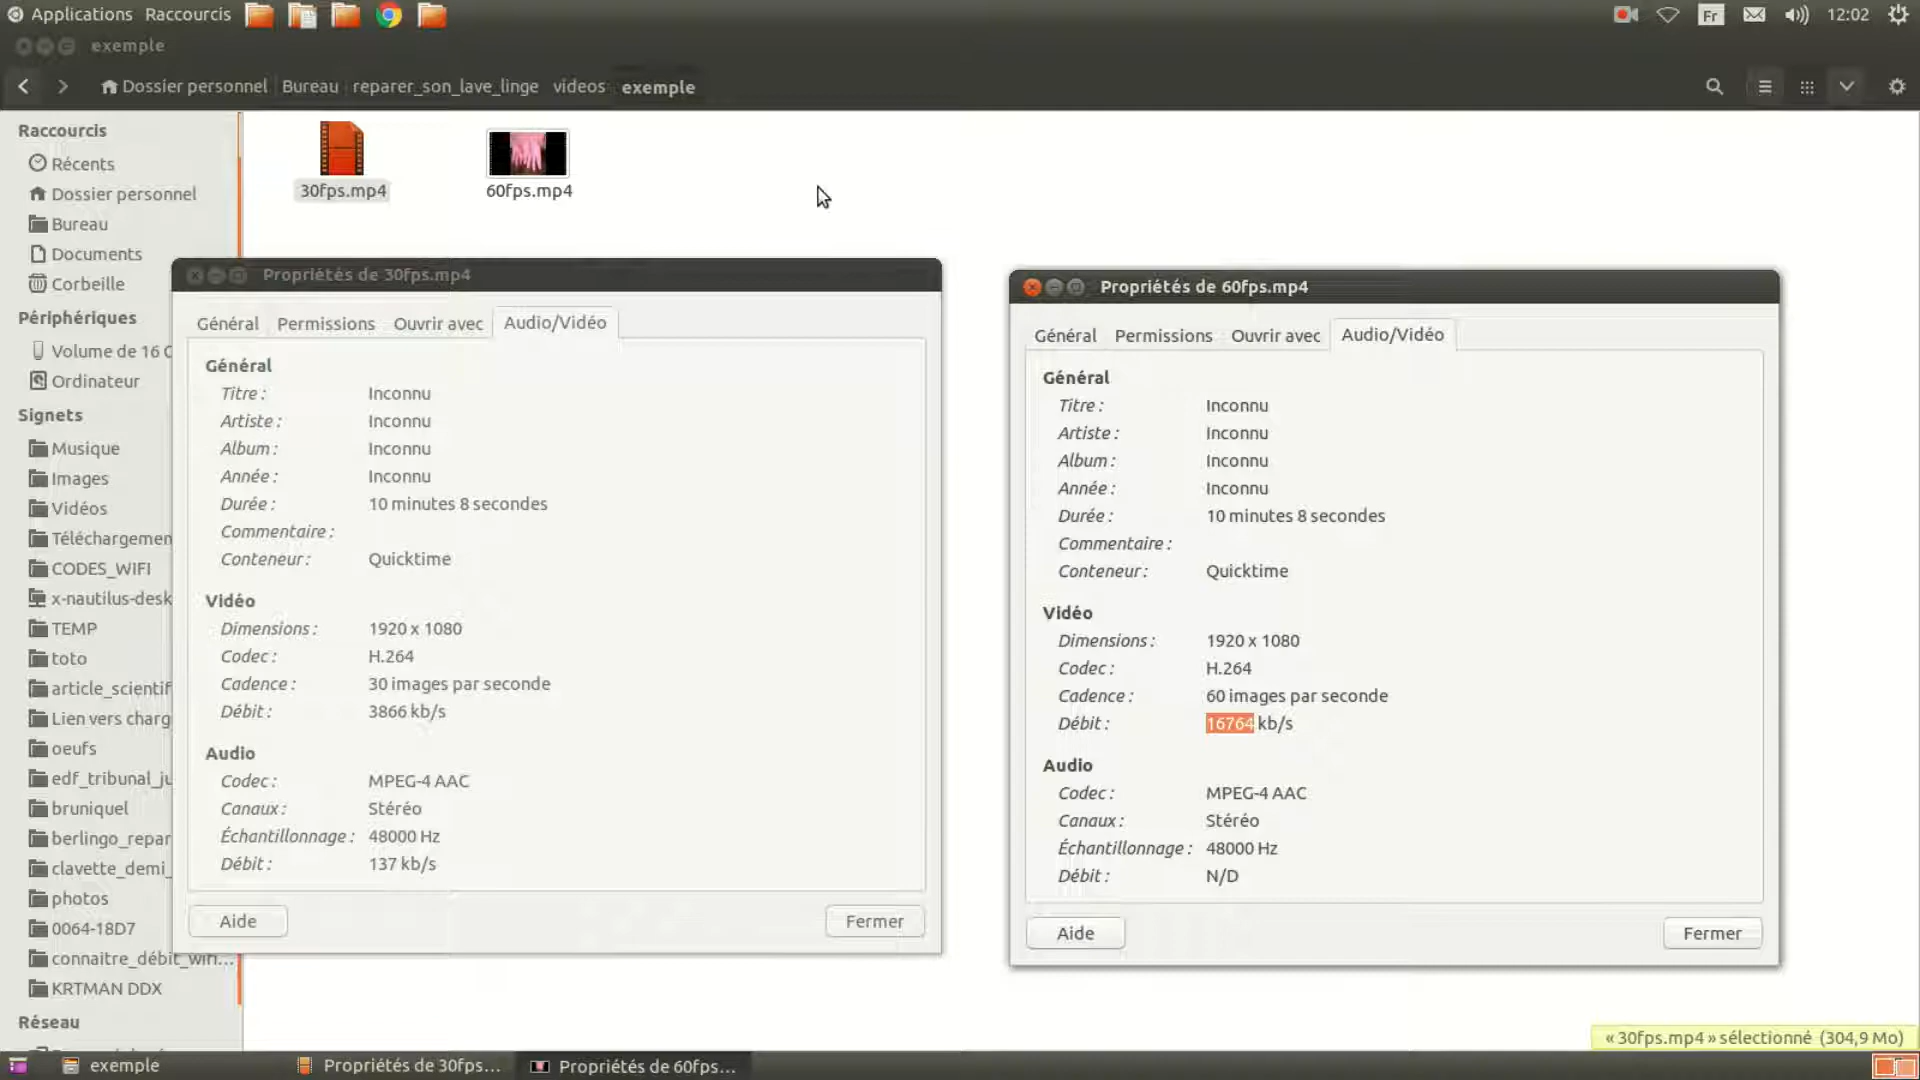 Applications Raccourcis Fr 12:02
exemple
Dossier personnel Bureau reparer_son_lave_linge videos exemple
Raccourcis
Récents
Dossier personnel
Bureau
Documents
Corbeille
Périphériques
Volume de 16 O
Ordinateur
Signets
Musique
Images
Vidéos
Téléchargemen
CODES_WIFI
x-nautilus-desk
TEMP
toto
article_scientif
Lien vers charg
oeufs
edf_tribunal_ju
bruniquel
berlingo_repar
clavette_demi_
photos
0064-18D7
connaitre_débit_wifi...
KRTMAN DDX
Réseau
30fps.mp4 60fps.mp4
Propriétés de 30fps.mp4
Général Permissions Ouvrir avec Audio/Vidéo
Général
Titre : Inconnu
Artiste : Inconnu
Album : Inconnu
Année : Inconnu
Durée : 10 minutes 8 secondes
Commentaire :
Conteneur : Quicktime
Vidéo
Dimensions : 1920 x 1080
Codec : H.264
Cadence : 30 images par seconde
Débit : 3866 kb/s
Audio
Codec : MPEG-4 AAC
Canaux : Stéréo
Échantillonnage : 48000 Hz
Débit : 137 kb/s
Aide Fermer
Propriétés de 60fps.mp4
Général Permissions Ouvrir avec Audio/Vidéo
Général
Titre : Inconnu
Artiste : Inconnu
Album : Inconnu
Année : Inconnu
Durée : 10 minutes 8 secondes
Commentaire :
Conteneur : Quicktime
Vidéo
Dimensions : 1920 x 1080
Codec : H.264
Cadence : 60 images par seconde
Débit : 16764 kb/s
Audio
Codec : MPEG-4 AAC
Canaux : Stéréo
Échantillonnage : 48000 Hz
Débit : N/D
Aide Fermer
« 30fps.mp4 » sélectionné (304,9 Mo)
exemple Propriétés de 30fps... Propriétés de 60fps...